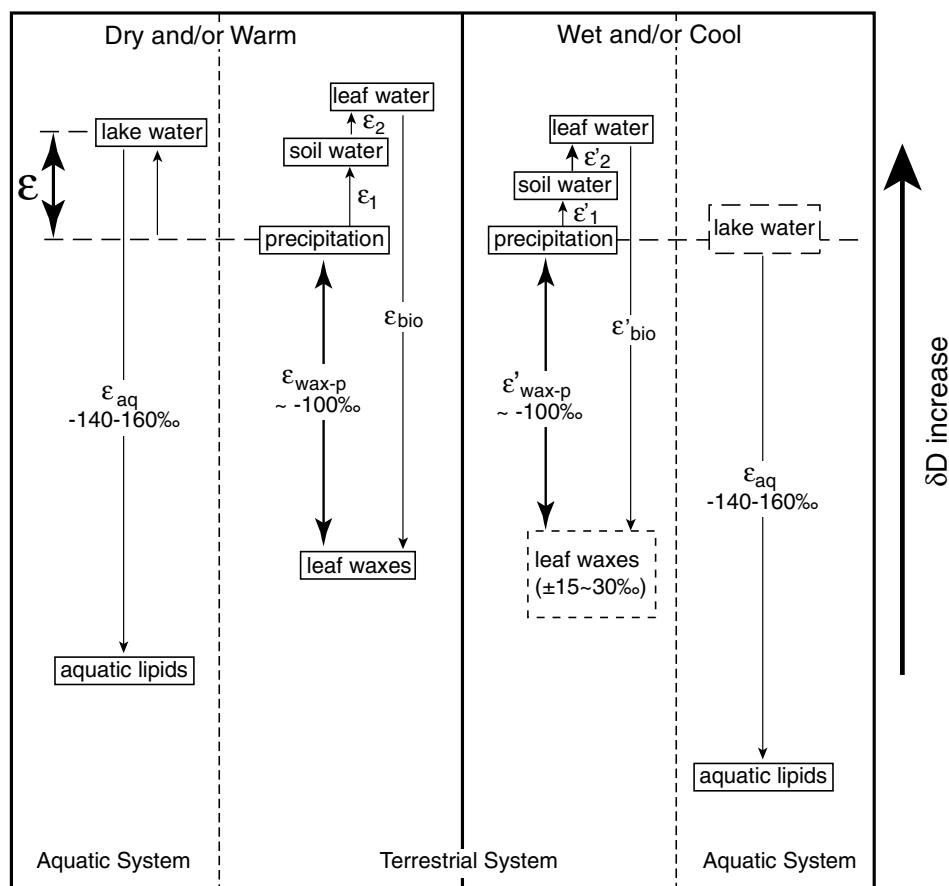 Dry and/or Warm
Wet and/or Cool
leaf water
ε2
lake water
soil water
ε
ε1
precipitation
εbio
εwax-p
~ -100‰
εaq
-140-160‰
leaf waxes
aquatic lipids
leaf water
ε'2
soil water
ε'1
precipitation
lake water
ε'bio
ε'wax-p
~ -100‰
εaq
-140-160‰
leaf waxes
(±15~30‰)
aquatic lipids
δD increase
Aquatic System
Terrestrial System
Aquatic System